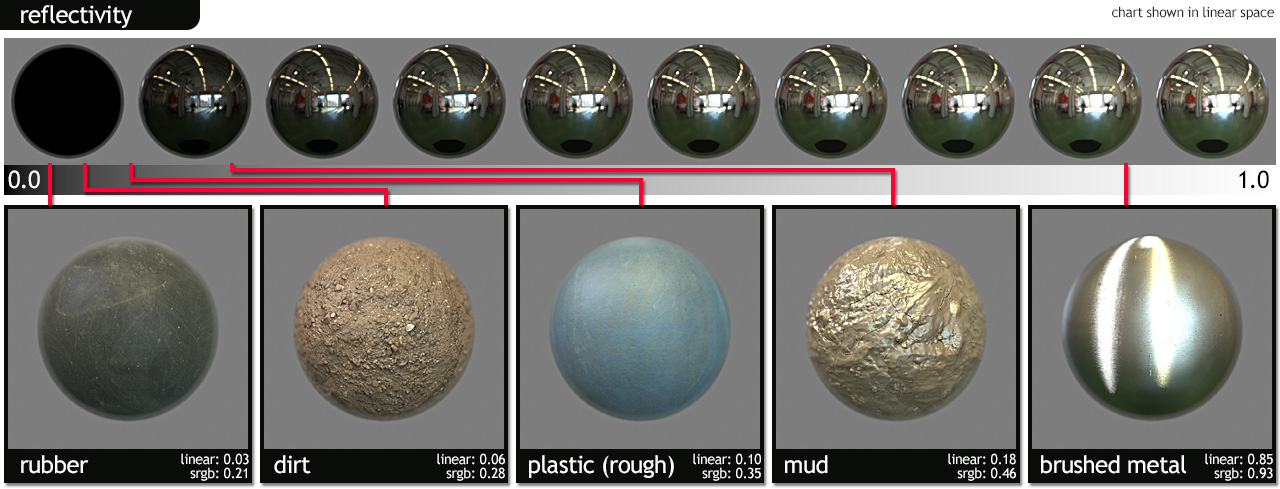 reflectivity
chart shown in linear space
0.0
1.0
rubber
linear: 0.03
srgb: 0.21
dirt
linear: 0.06
srgb: 0.28
plastic (rough)
linear: 0.10
srgb: 0.35
mud
linear: 0.18
srgb: 0.46
brushed metal
linear: 0.85
srgb: 0.93